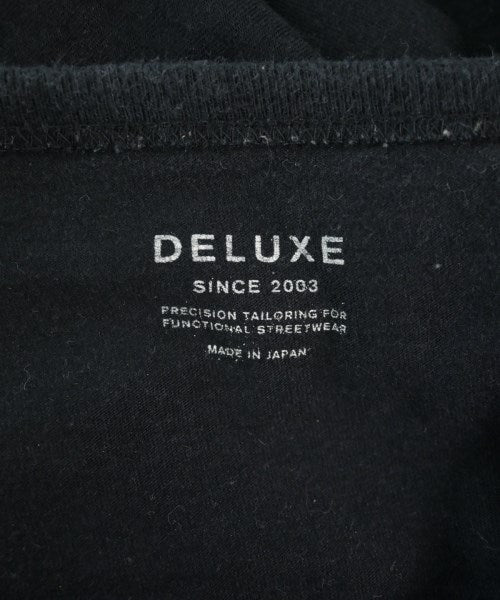 DELUXE
SINCE 2003
PRECISION TAILORING FOR
FUNCTIONAL STREETWEAR
MADE IN JAPAN